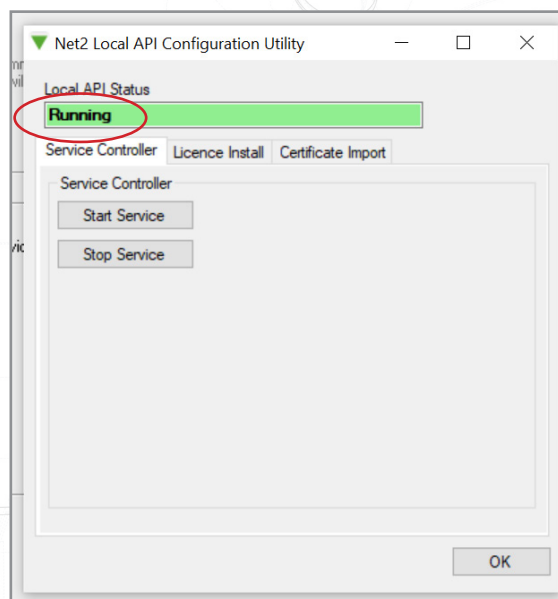 Net2 Local API Configuration Utility
Local API Status
Running
Service Controller
Licence Install
Certificate Import
Service Controller
Start Service
Stop Service
OK